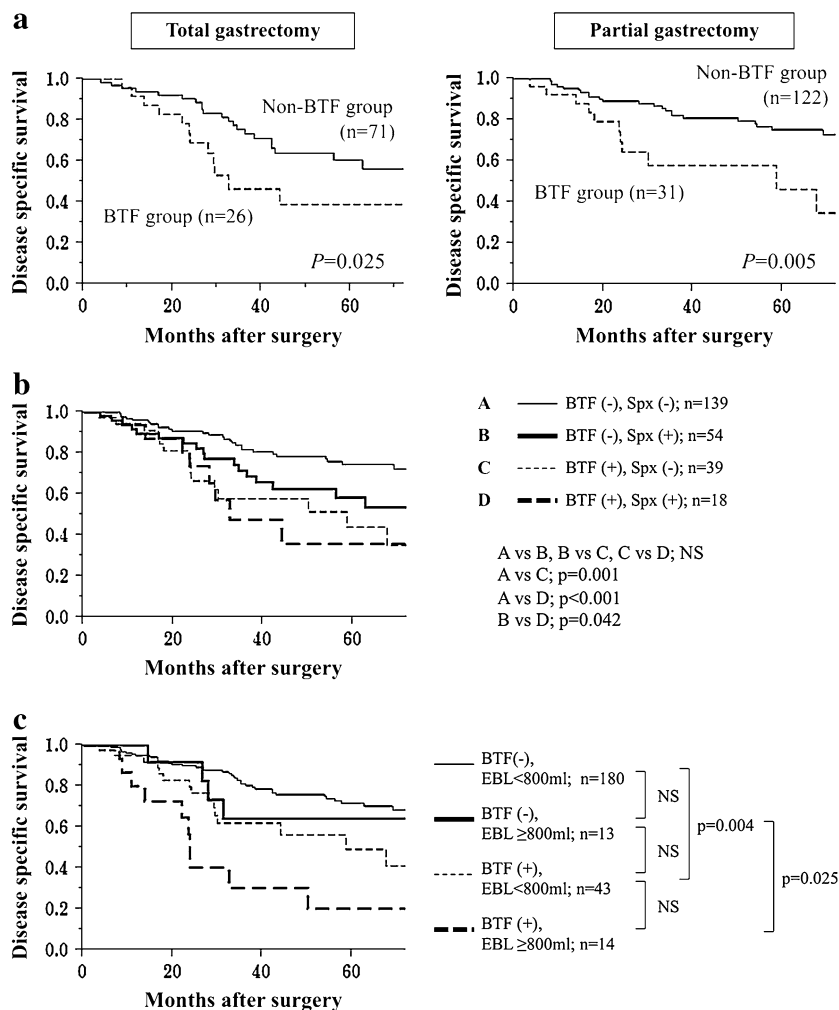 a
Total gastrectomy
Partial gastrectomy
Disease specific survival
1.0
0.8
0.6
0.4
0.2
0.0
Non-BTF group
(n=71)
BTF group (n=26)
P=0.025
0
20
40
60
Months after surgery
Disease specific survival
1.0
0.8
0.6
0.4
0.2
0.0
Non-BTF group
(n=122)
BTF group (n=31)
P=0.005
0
20
40
60
Months after surgery
b
Disease specific survival
1.0
0.8
0.6
0.4
0.2
0.0
0
20
40
60
Months after surgery
A BTF (-), Spx (-); n=139
B BTF (-), Spx (+); n=54
C BTF (+), Spx (-); n=39
D BTF (+), Spx (+); n=18
A vs B, B vs C, C vs D; NS
A vs C; p=0.001
A vs D; p<0.001
B vs D; p=0.042
c
Disease specific survival
1.0
0.8
0.6
0.4
0.2
0.0
0
20
40
60
Months after surgery
BTF(-),
EBL<800ml; n=180
BTF (-),
EBL ≥800ml; n=13
BTF (+),
EBL<800ml; n=43
BTF (+),
EBL ≥800ml; n=14
NS
NS
NS
p=0.004
p=0.025